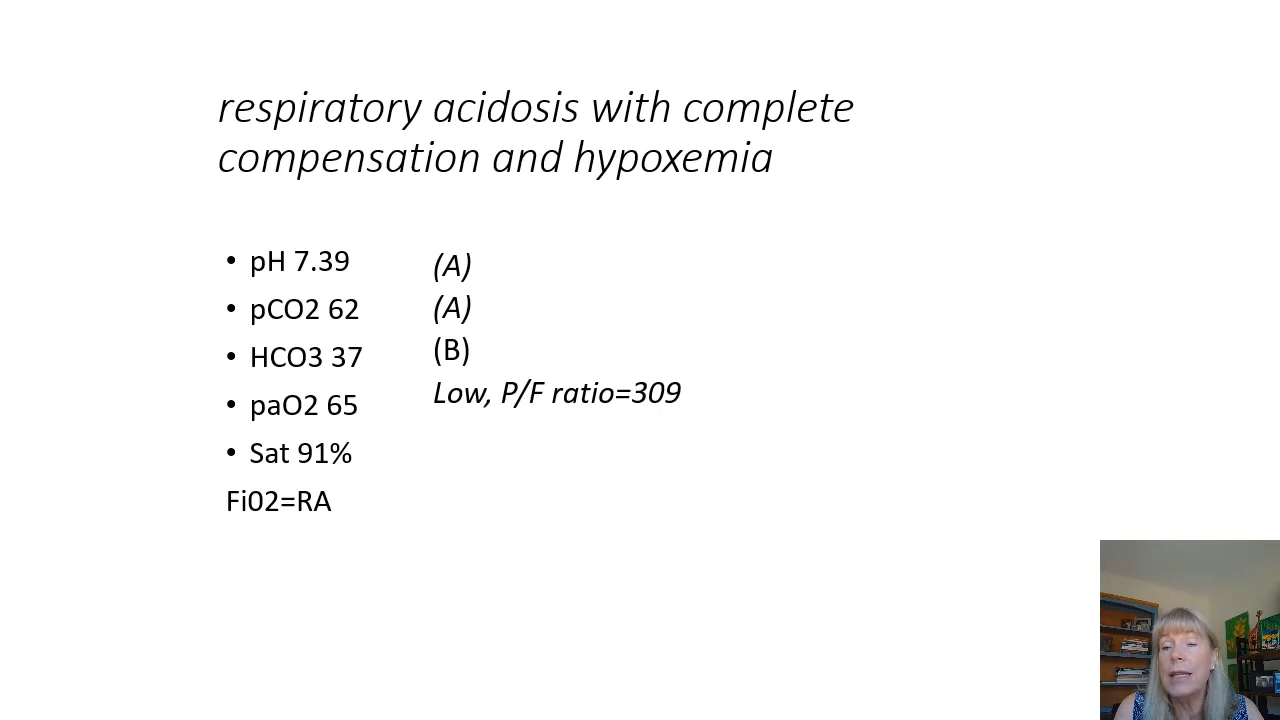 respiratory acidosis with complete
compensation and hypoxemia
• pH 7.39
• pCO2 62
• HCO3 37
• paO2 65
• Sat 91%
Fi02=RA
(A)
(A)
(B)
Low, P/F ratio=309